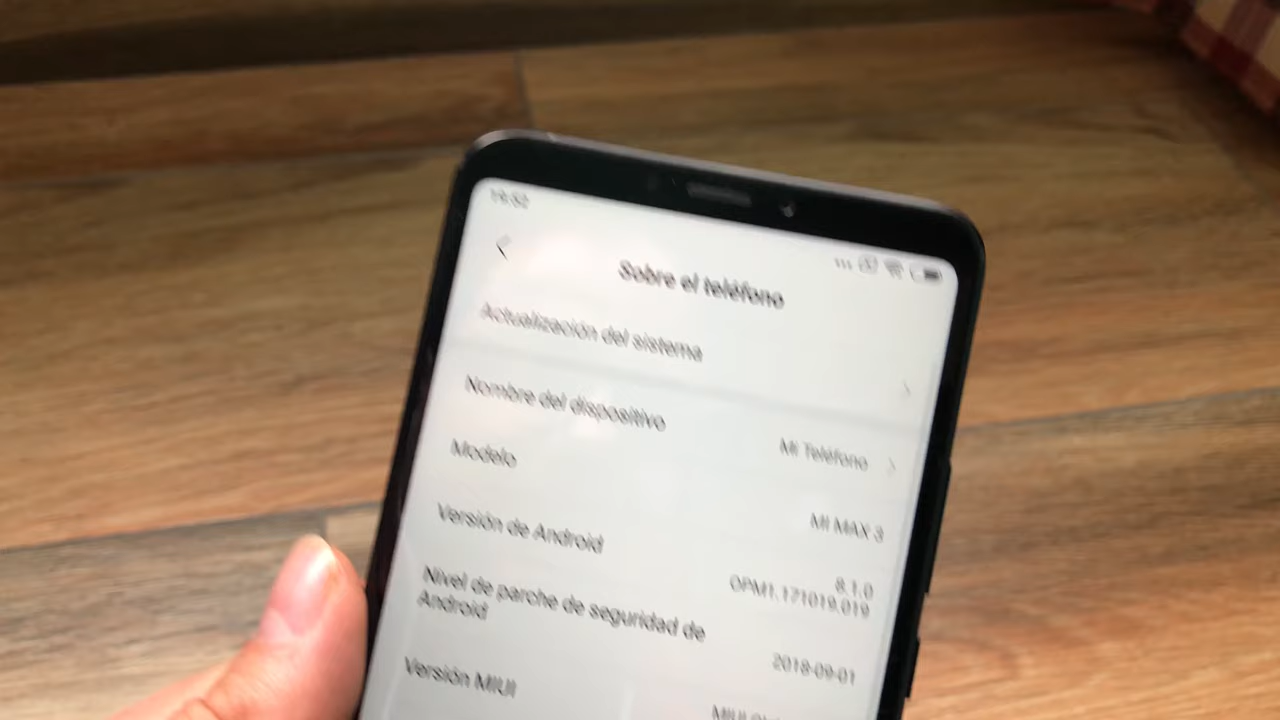 Sobre el teléfono
Actualización del sistema
Nombre del dispositivo
Mi Teléfono
Modelo
MI MAX 3
Versión de Android
8.1.0
OPM1.171019.019
Nivel de parche de seguridad de
Android
2018-09-01
Versión MIUI